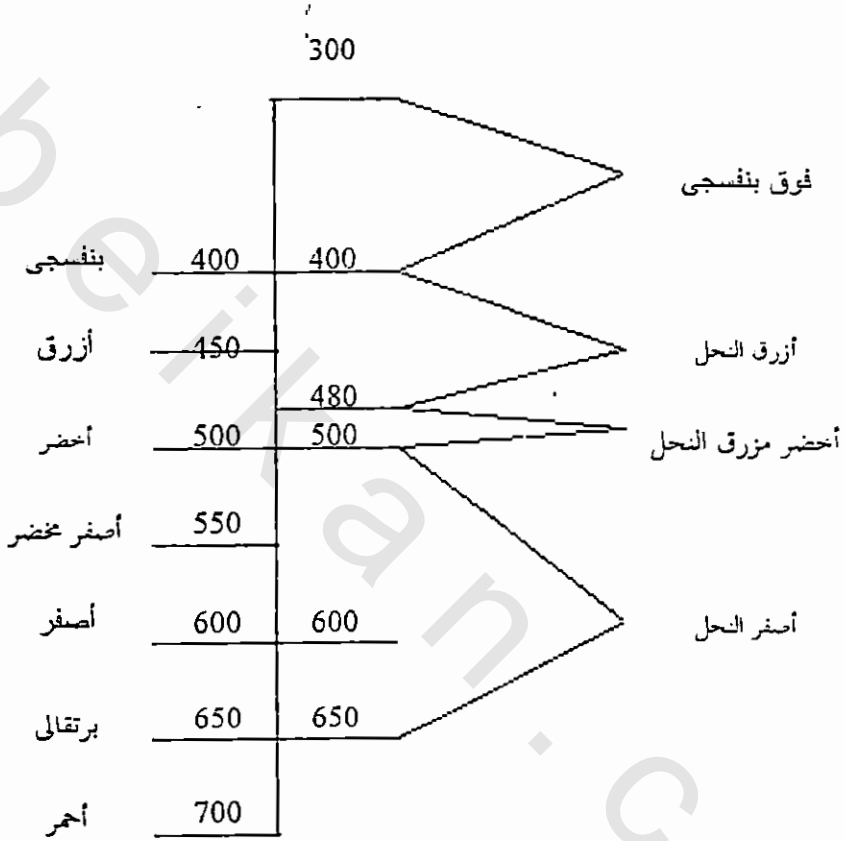 300
فوق بنفسجى
بنفسجى 400 400
أزرق 450 أزرق النحل
480
أخضر 500 500 أخضر مزرق النحل
أصفر مخضر 550
أصفر 600 600 أصفر النحل
برتقالى 650 650
أحمر 700
beikan.c